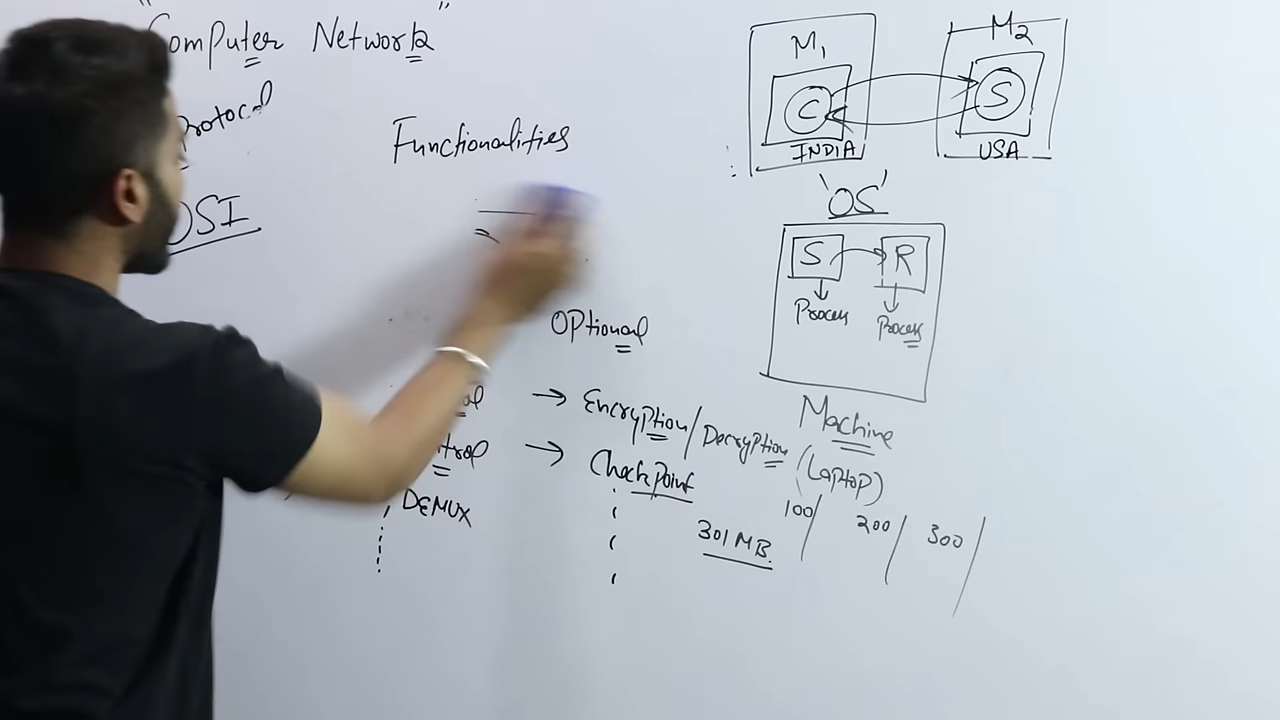 "Computer Network"
Protocol
OSI
Functionalities
Optional
→ Encryption/Decryption
→ CheckPoint
DEMUX
301 MB.
100/ 200/ 300/
M1
C
INDIA
M2
S
USA
'OS'
S → R
Process Process
Machine
(Laptop)